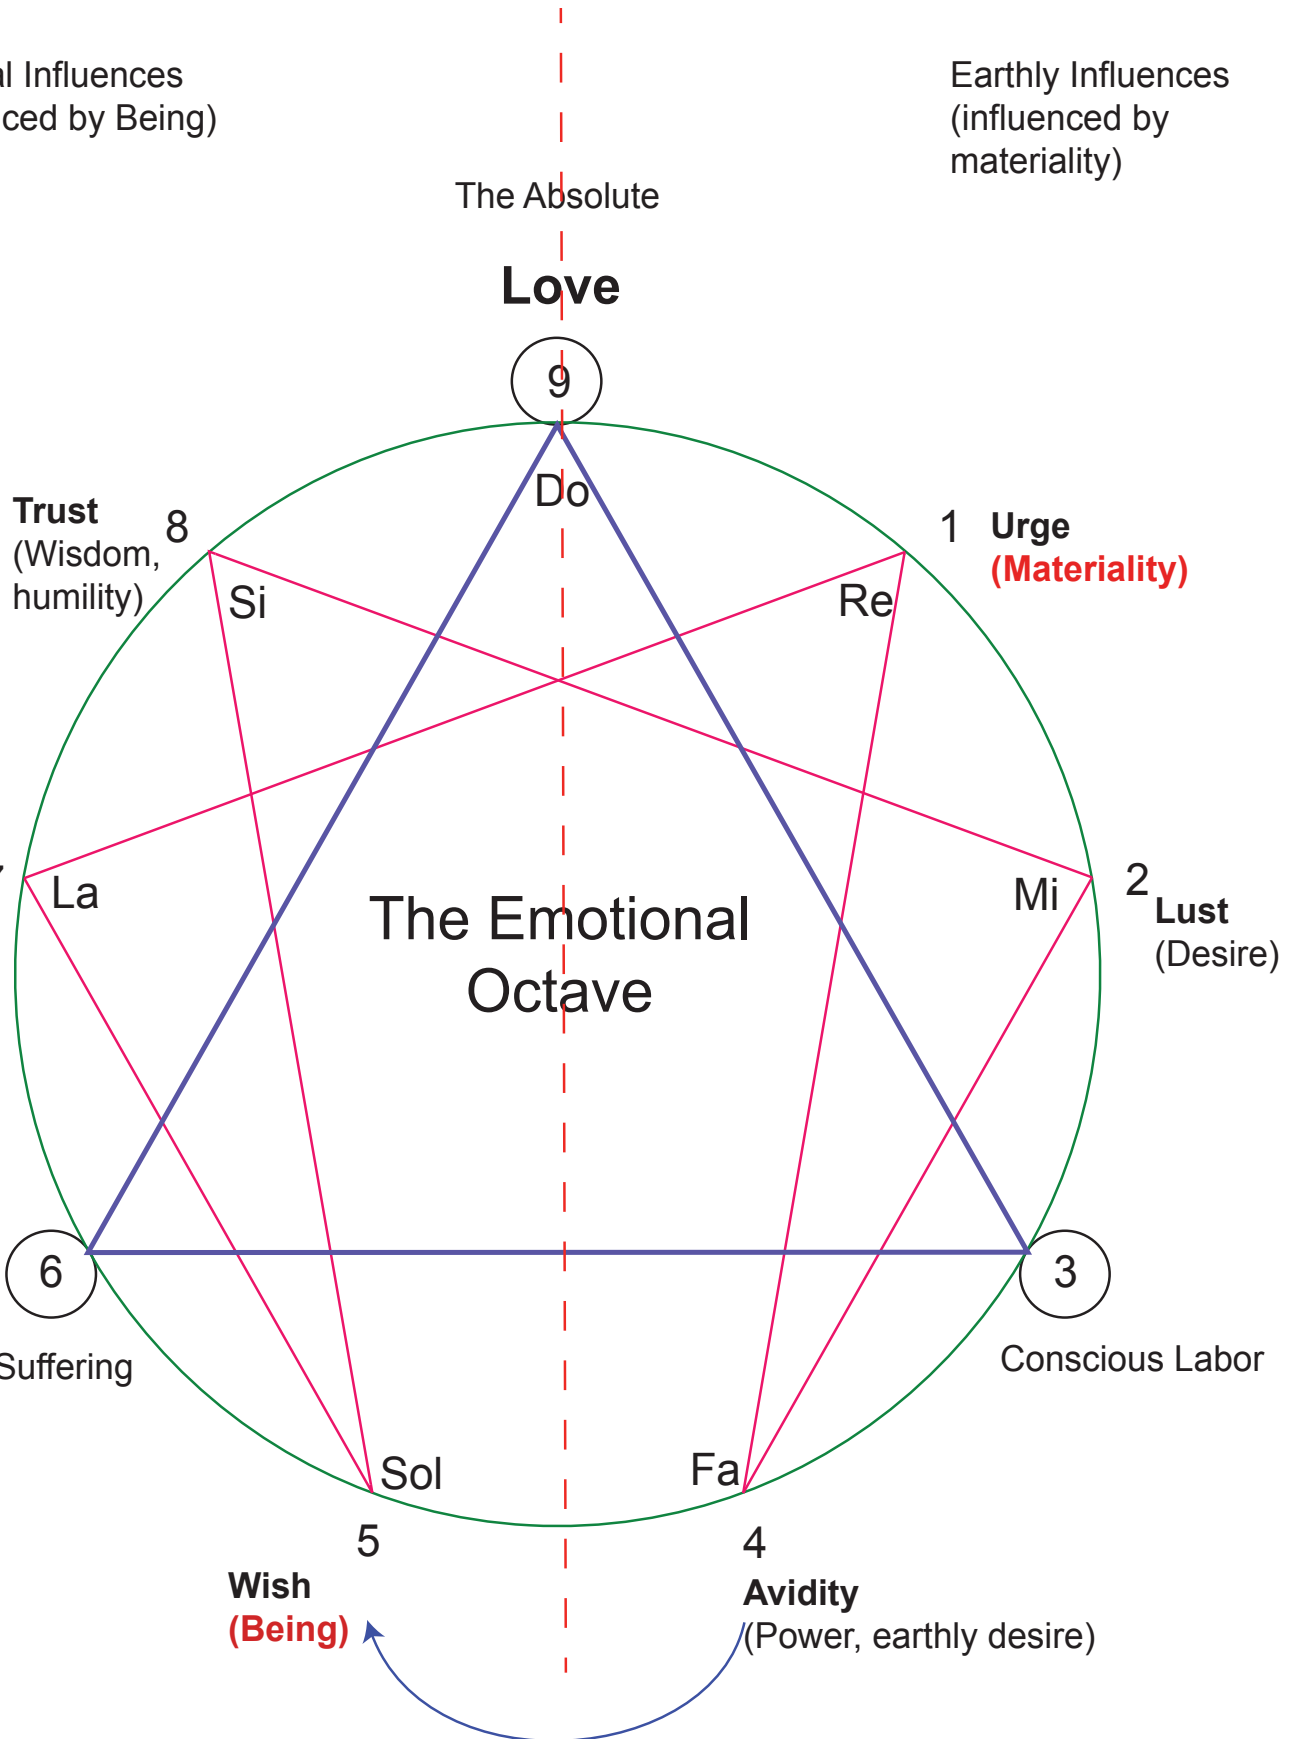 al Influences
ced by Being)
Earthly Influences
(influenced by
materiality)
The Absolute
Love
9
Do
Trust
(Wisdom,
humility)
8
Si
1
Urge
(Materiality)
Re
La
The Emotional
Octave
Mi
2
Lust
(Desire)
6
Suffering
3
Conscious Labor
Sol
Fa
5
Wish
(Being)
4
Avidity
(Power, earthly desire)